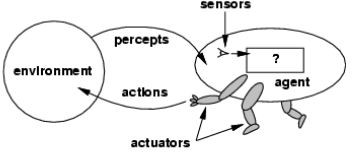 sensors
percepts
?
environment
agent
actions
actuators